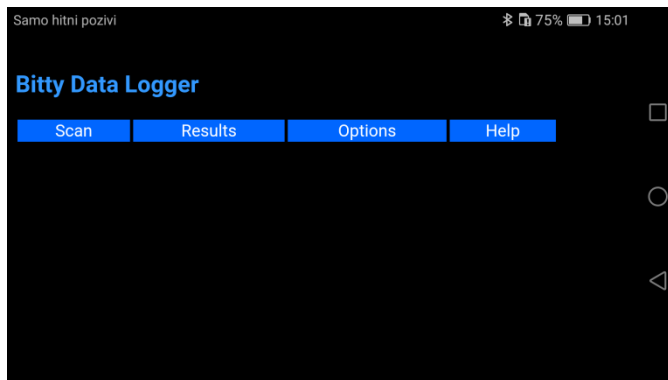 Samo hitni pozivi 75% 15:01
Bitty Data Logger
Scan Results Options Help